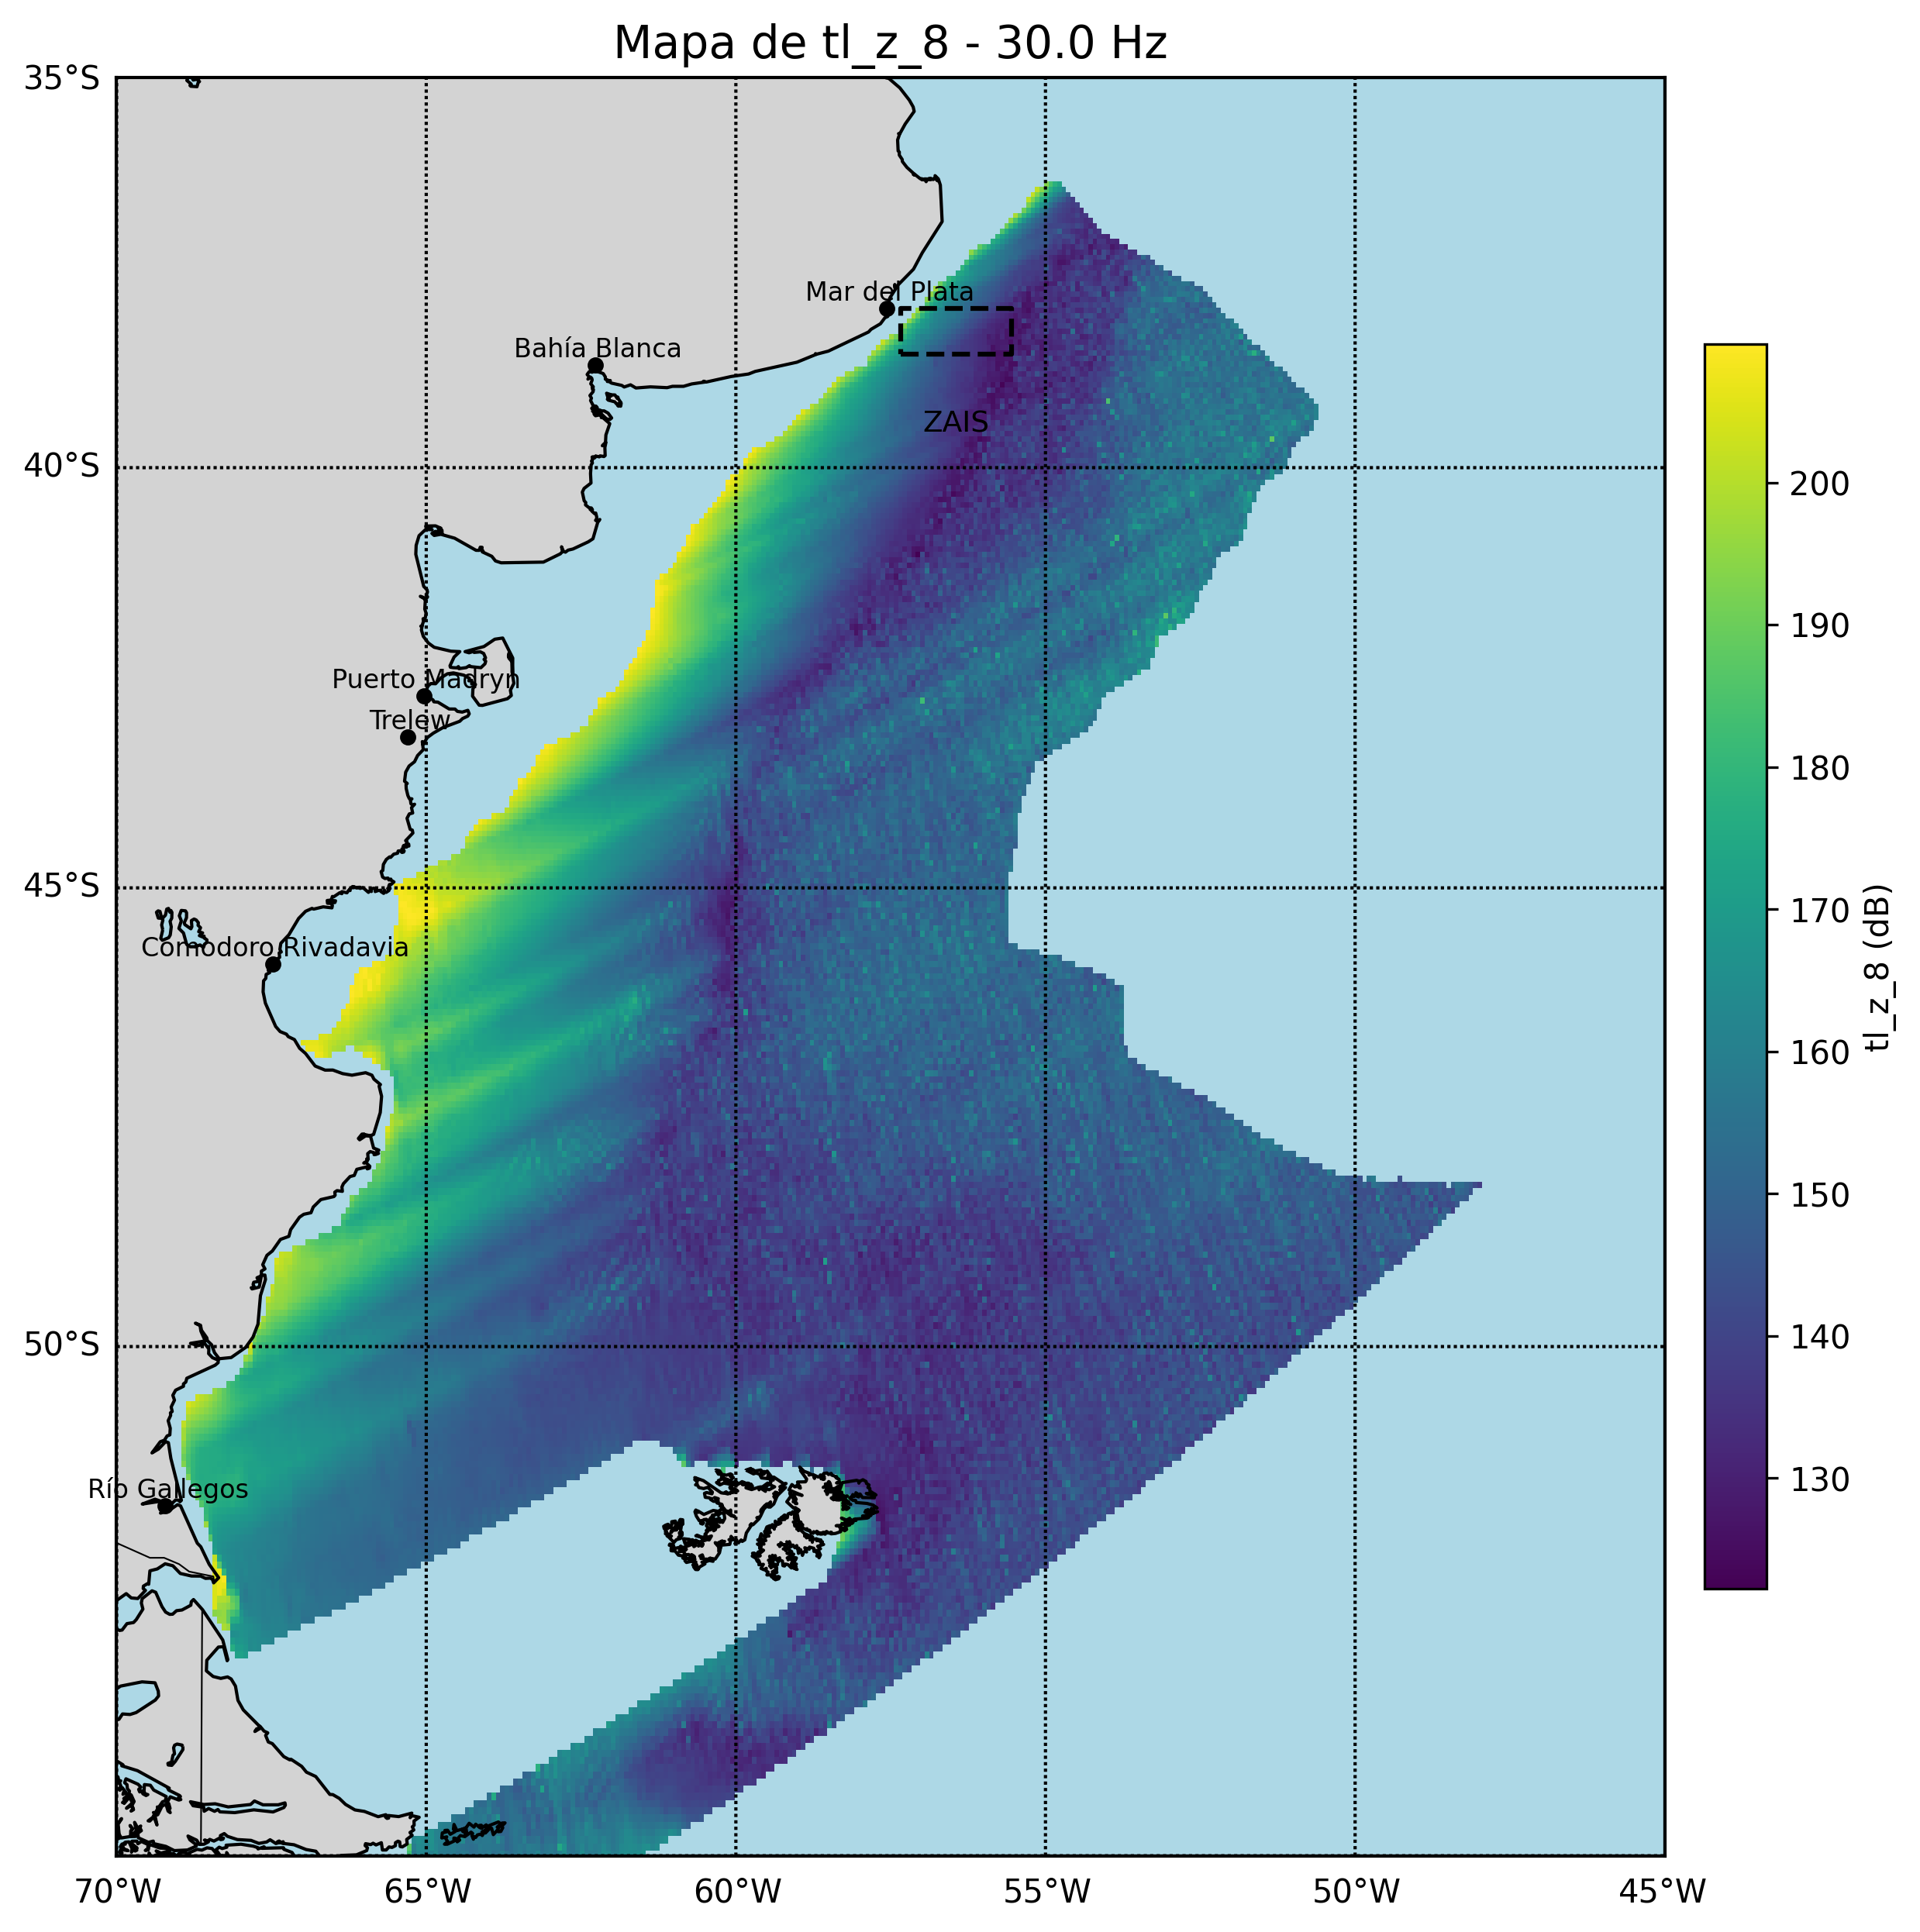 Mapa de tl_z_8 - 30.0 Hz
35°S
Mar del Plata
Bahía Blanca
ZAIS
40°S
200
190
Puerto Madryn
Trelew
180
45°S
170
tl_z_8 (dB)
Comodoro Rivadavia
160
150
50°S
140
130
Río Gallegos
70°W
65°W
60°W
55°W
50°W
45°W